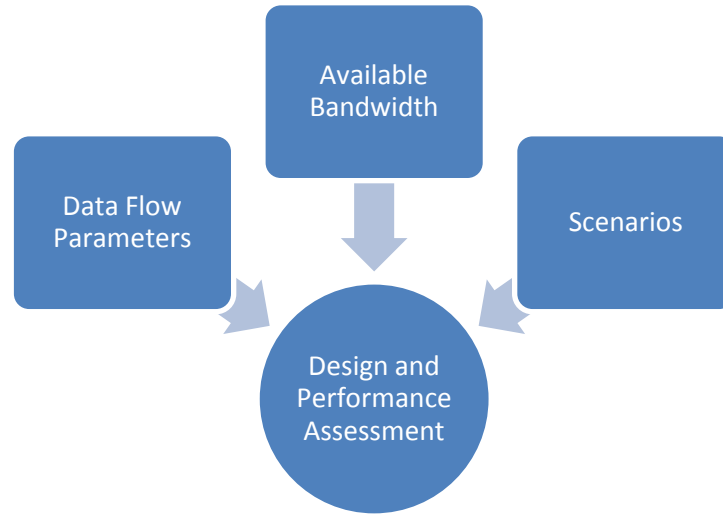 Available
Bandwidth
Data Flow
Parameters
Scenarios
Design and
Performance
Assessment